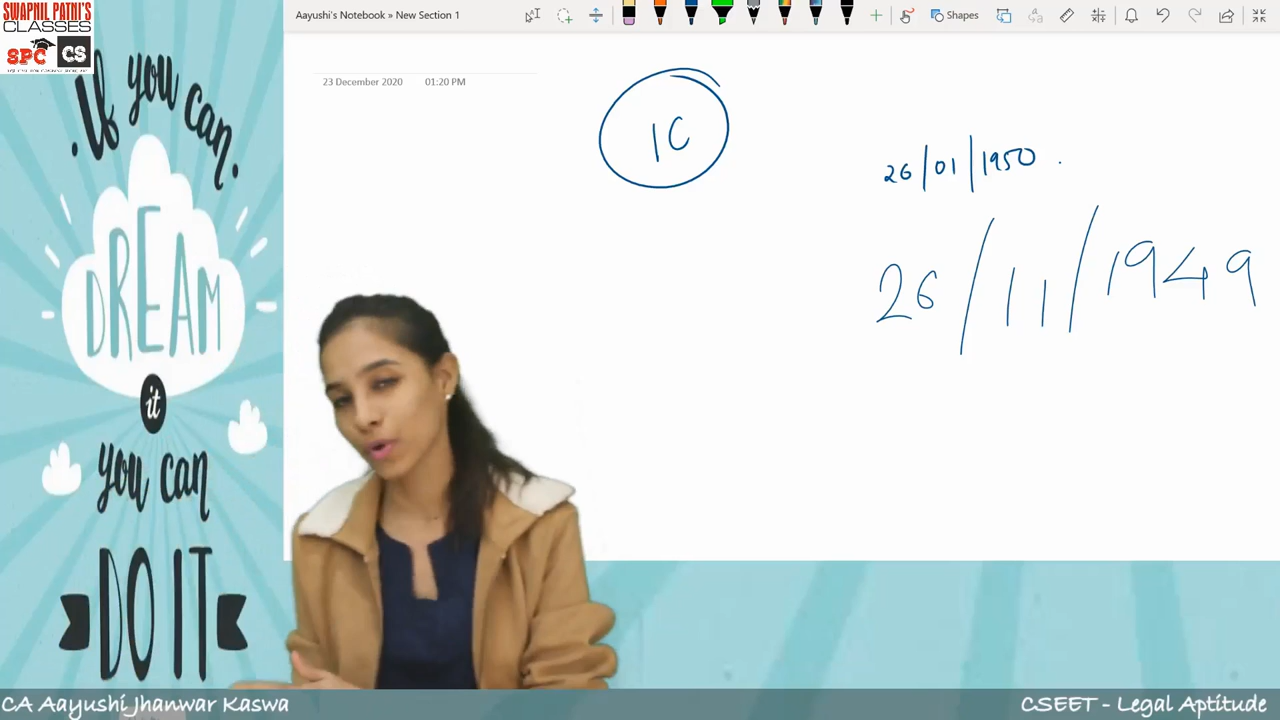 SWAPNIL PATNI'S
CLASSES
SPC CS
Aayushi's Notebook » New Section 1
Shapes
23 December 2020 01:20 PM
IC
26/01/1950.
26/11/1949
.If you can.
DREAM
it
you can
DO IT
CA Aayushi Jhanwar Kaswa
CSEET - Legal Aptitude